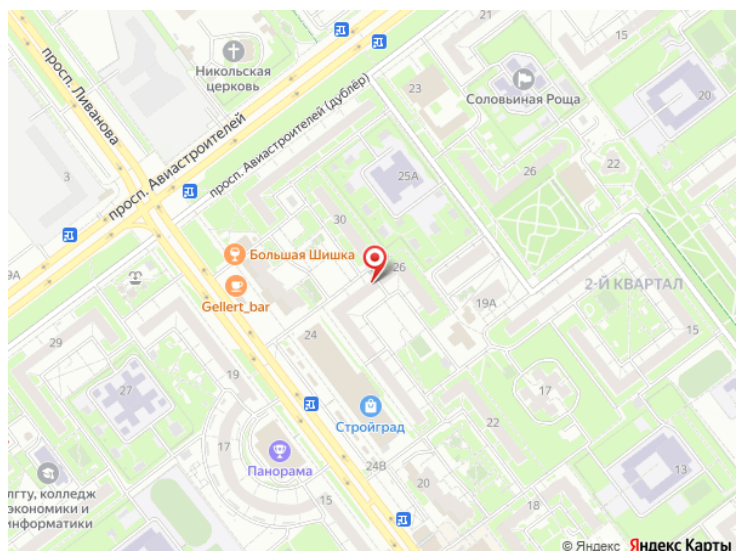 21
15
Никольская
церковь
Соловьиная Роща
20
23
просп. Ливанова
просп. Авиастроителей
просп. Авиастроителей (дублёр)
3
25А
26
22
30
Большая Шишка
26
9А
Gellert_bar
19А
2-Й КВАРТАЛ
15
29
24
19
27
17
Стройград
22
17
Панорама
24В
13
лгту, колледж
экономики и
информатики
15
20
18
© Яндекс Яндекс Карты